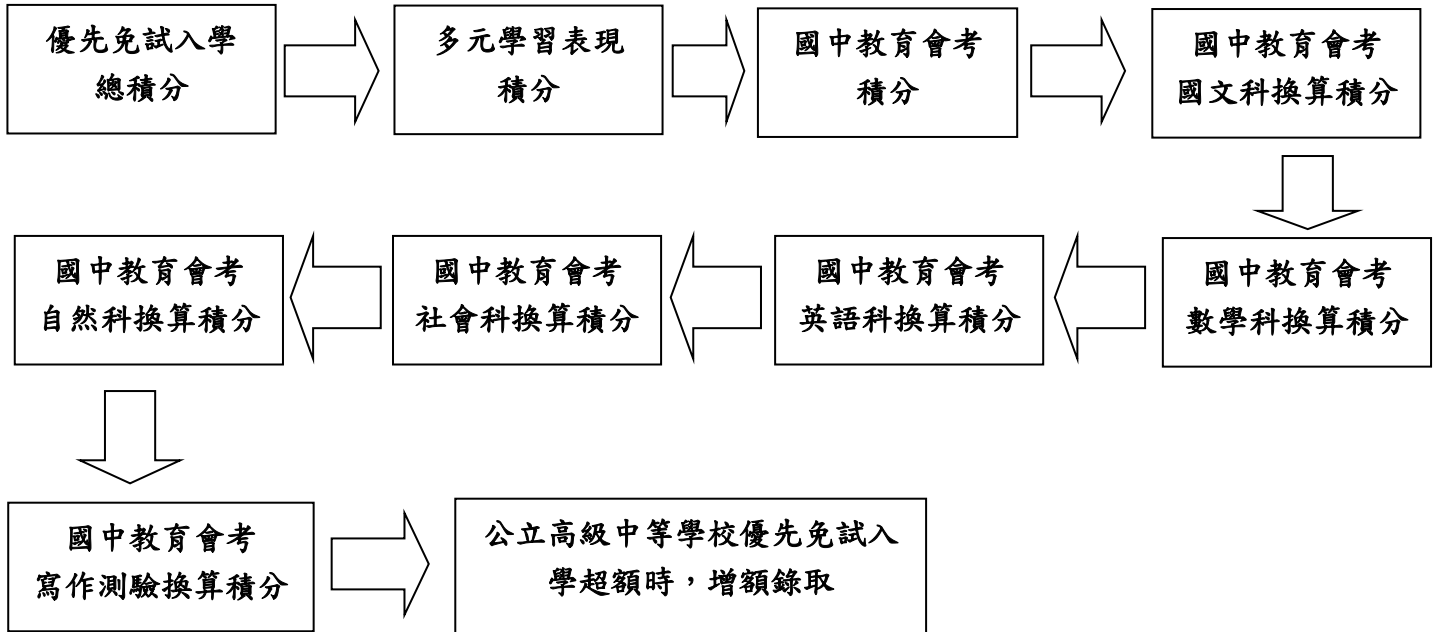 優先免試入學
總積分
多元學習表現
積分
國中教育會考
積分
國中教育會考
國文科換算積分
國中教育會考
數學科換算積分
國中教育會考
英語科換算積分
國中教育會考
社會科換算積分
國中教育會考
自然科換算積分
國中教育會考
寫作測驗換算積分
公立高級中等學校優先免試入
學超額時，增額錄取